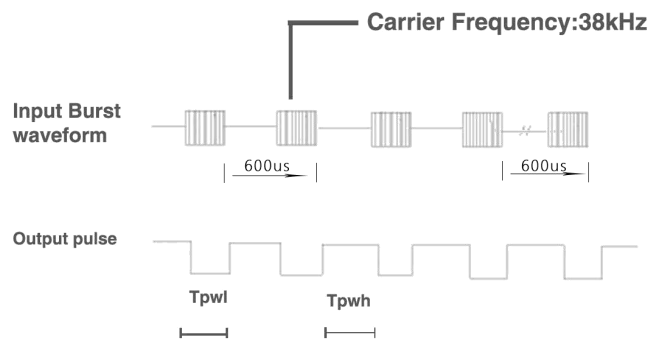 Carrier Frequency:38kHz
Input Burst
waveform
600us
600us
Output pulse
Tpwl
Tpwh